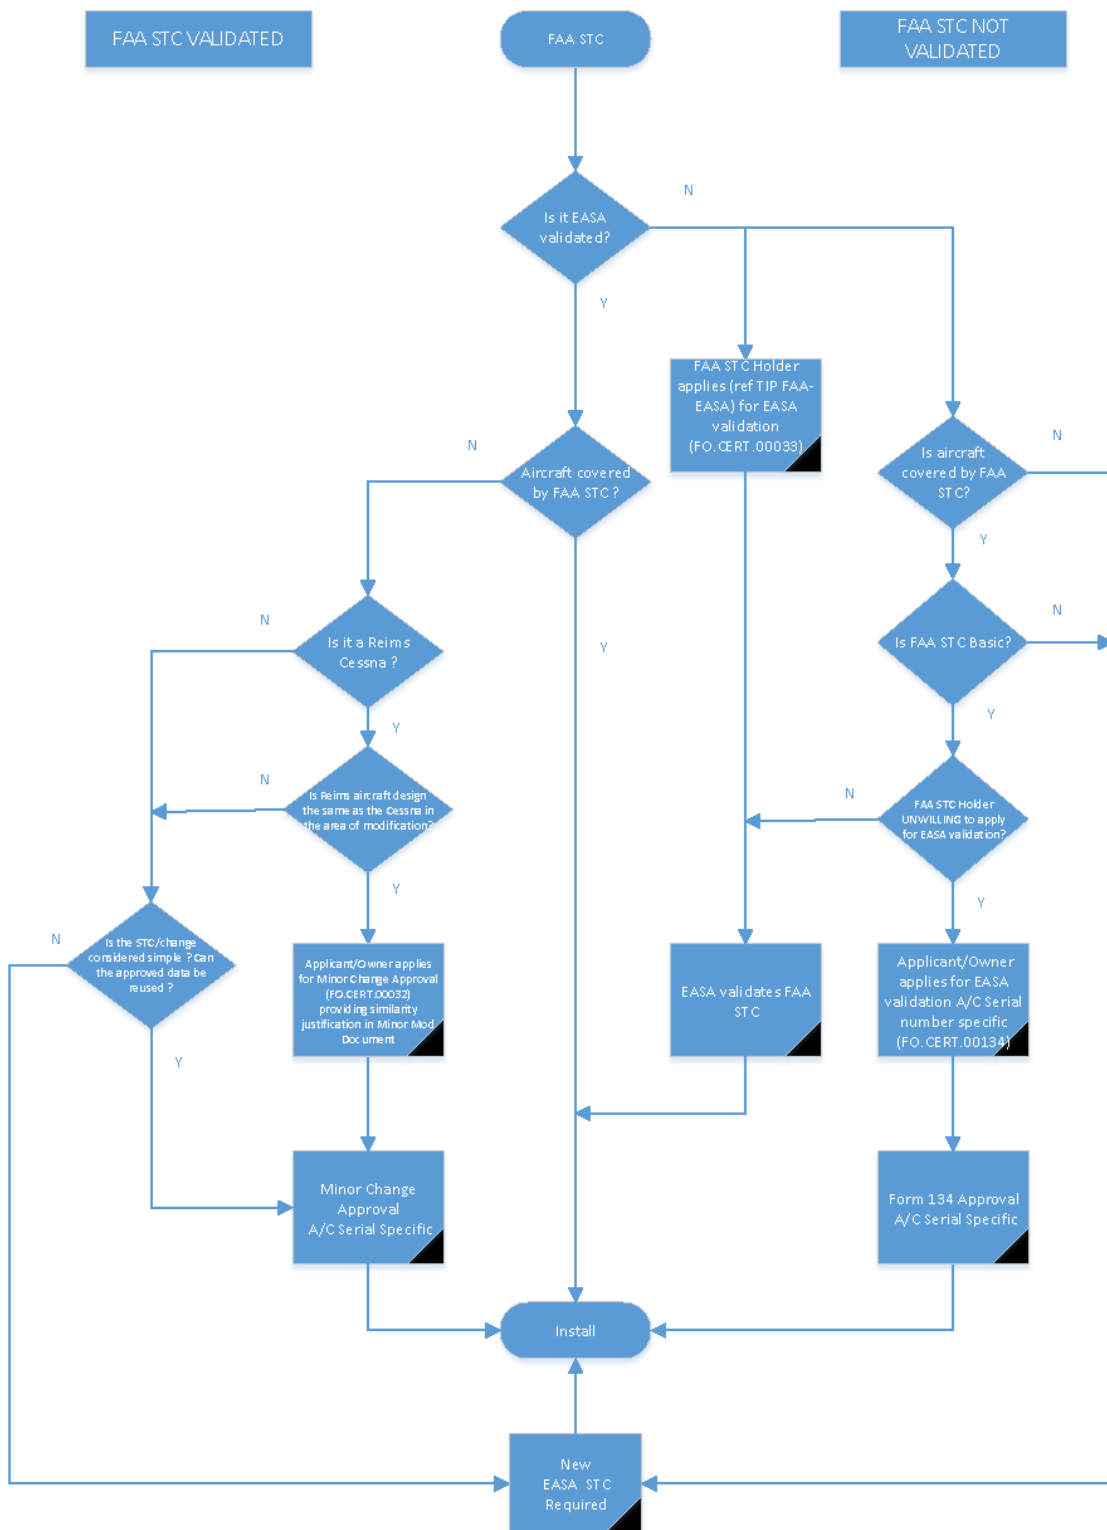 FAA STC VALIDATED
FAA STC
FAA STC NOT
VALIDATED
Is it EASA
validated?
N
Y
FAA STC Holder
applies (ref TIP FAA-
EASA) for EASA
validation
(FO.CERT.00033)
N
Aircraft covered
by FAA STC ?
Is aircraft
covered by FAA
STC?
N
Y
N
Is it a Reims
Cessna ?
Y
Y
Is FAA STC Basic?
N
Y
N
Is Reims aircraft design
the same as the Cessna in
the area of modification?
Y
N
FAA STC Holder
UNWILLING to apply
for EASA validation?
Y
N
Is the STC/change
considered simple ? Can
the approved data be
reused ?
Y
Applicant/Owner applies
for Minor Change Approval
(FO.CERT.00032)
providing similarity
justification in Minor Mod
Document
EASA validates FAA
STC
Applicant/Owner
applies for EASA
validation A/C Serial
number specific
(FO.CERT.00134)
Minor Change
Approval
A/C Serial Specific
Form 134 Approval
A/C Serial Specific
Install
New
EASA STC
Required